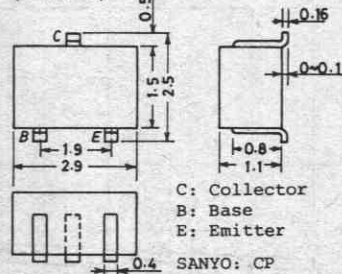 0.5
C
0.16
1.5
2.5
0~0.1
B
E
1.9
2.9
0.8
1.1
C: Collector
B: Base
E: Emitter
0.4
SANYO: CP